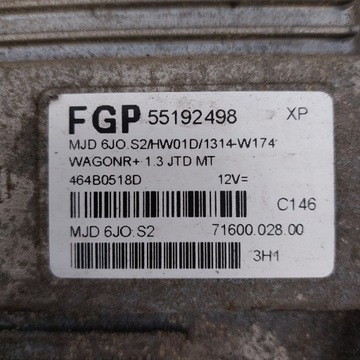 FGP 55192498 XP
MJD 6JO.S2/HW01D/1314-W174
WAGONR+ 1.3 JTD MT
464B0518D 12V=
C146
MJD 6JO.S2 71600.028.00
3H1